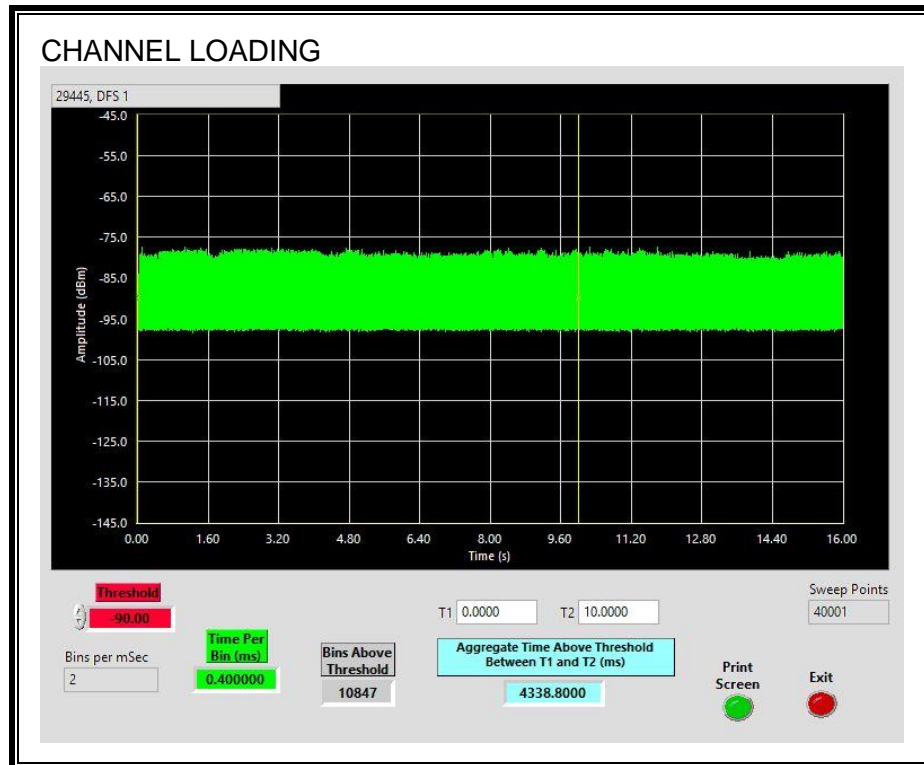 CHANNEL LOADING
29445, DFS 1
Amplitude (dBm)
-45.0
-55.0
-65.0
-75.0
-85.0
-95.0
-105.0
-115.0
-125.0
-135.0
-145.0
0.00 1.60 3.20 4.80 6.40 8.00 9.60 11.20 12.80 14.40 16.00
Time (s)
Threshold
-90.00
Bins per mSec
2
Time Per
Bin (ms)
0.400000
Bins Above
Threshold
10847
T1 0.0000 T2 10.0000
Aggregate Time Above Threshold
Between T1 and T2 (ms)
4338.8000
Sweep Points
40001
Print
Screen
Exit